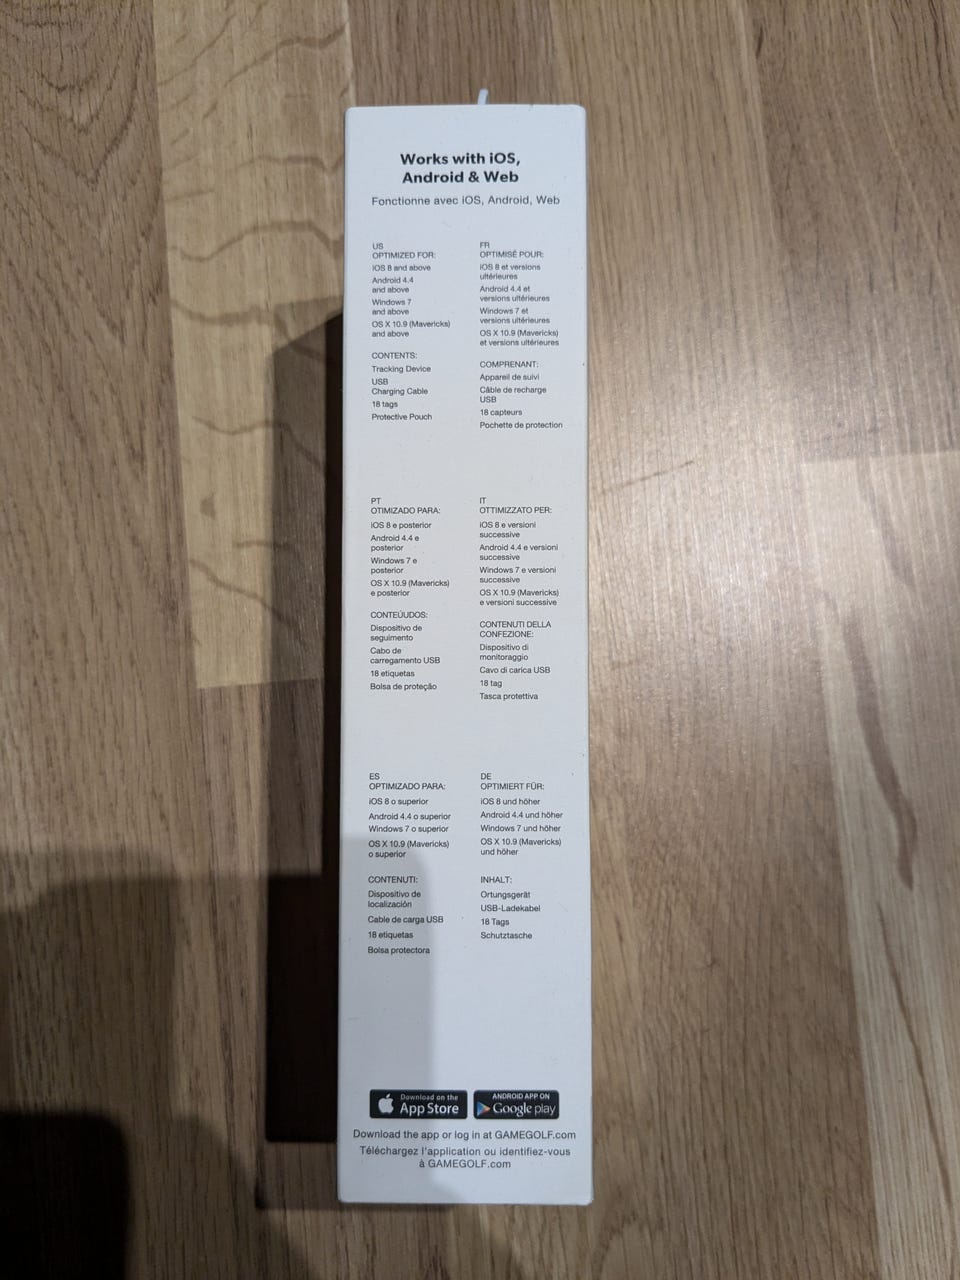 Works with iOS,
Android & Web
Fonctionne avec iOS, Android, Web
US
OPTIMIZED FOR:
iOS 8 and above
Android 4.4
and above
Windows 7
and above
OS X 10.9 (Mavericks)
and above
CONTENTS:
Tracking Device
USB
Charging Cable
18 tags
Protective Pouch
FR
OPTIMISÉ POUR:
iOS 8 et versions
ultérieures
Android 4.4 et
versions ultérieures
Windows 7 et
versions ultérieures
OS X 10.9 (Mavericks)
et versions ultérieures
COMPRENANT:
Appareil de suivi
Câble de recharge
USB
18 capteurs
Pochette de protection
PT
OTIMIZADO PARA:
iOS 8 e posterior
Android 4.4 e
posterior
Windows 7 e
posterior
OS X 10.9 (Mavericks)
e posterior
CONTEÚUDOS:
Dispositivo de
seguimento
Cabo de
carregamento USB
18 etiquetas
Bolsa de proteção
IT
OTTIMIZZATO PER:
iOS 8 e versioni
successive
Android 4.4 e versioni
successive
Windows 7 e versioni
successive
OS X 10.9 (Mavericks)
e versioni successive
CONTENUTI DELLA
CONFEZIONE:
Dispositivo di
monitoraggio
Cavo di carica USB
18 tag
Tasca protettiva
ES
OPTIMIZADO PARA:
iOS 8 o superior
Android 4.4 o superior
Windows 7 o superior
OS X 10.9 (Mavericks)
o superior
CONTENUTI:
Dispositivo de
localización
Cable de carga USB
18 etiquetas
Bolsa protectora
DE
OPTIMIERT FÜR:
iOS 8 und höher
Android 4.4 und höher
Windows 7 und höher
OS X 10.9 (Mavericks)
und höher
INHALT:
Ortungsgerät
USB-Ladekabel
18 Tags
Schutztasche
Download on the
App Store
ANDROID APP ON
Google play
Download the app or log in at GAMEGOLF.com
Téléchargez l'application ou identifiez-vous
à GAMEGOLF.com